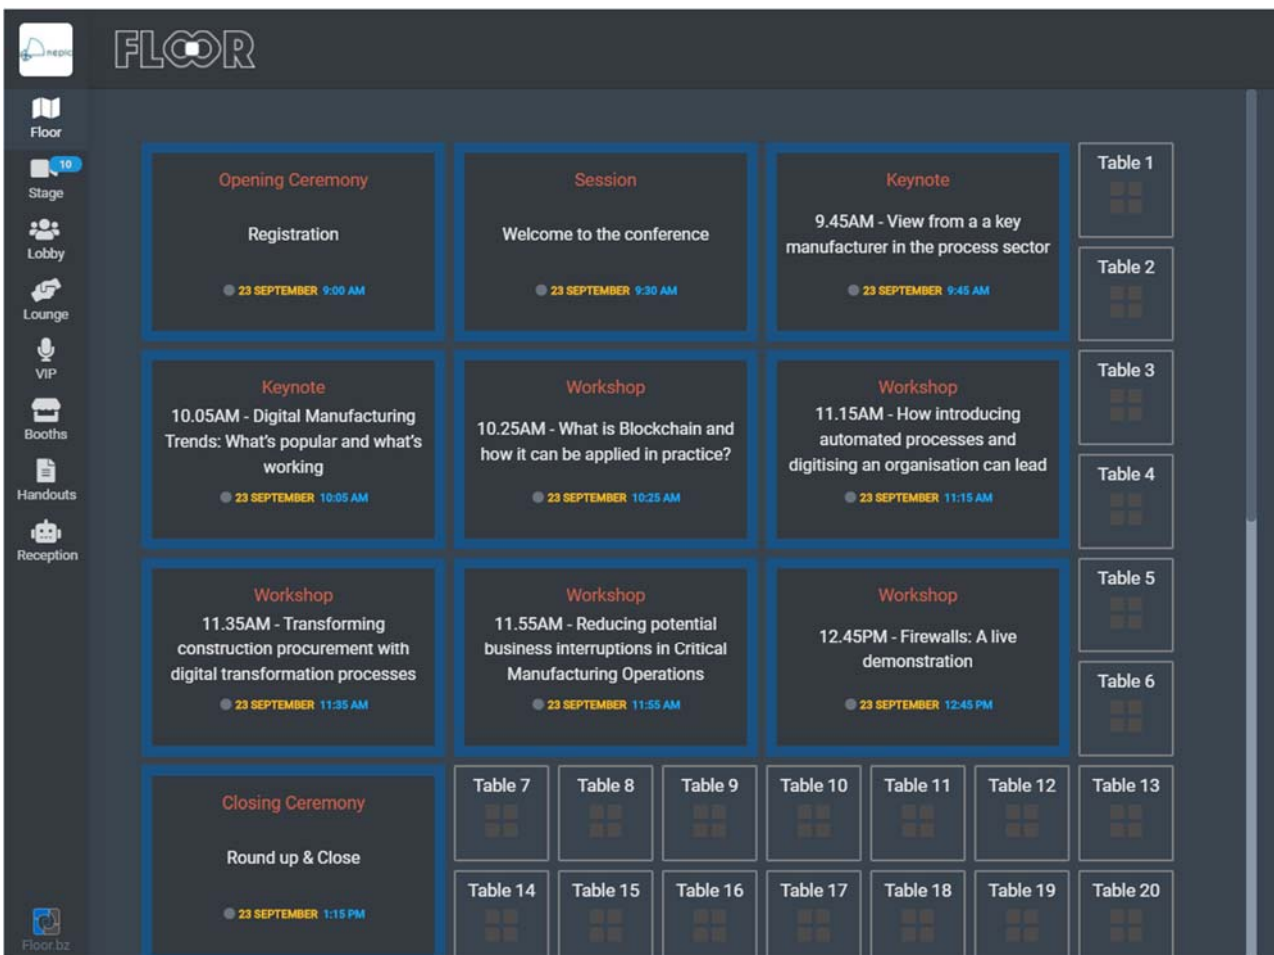 nepic
FLOOR
Floor
10
Stage
Lobby
Lounge
VIP
Booths
Handouts
Reception
Floor.bz
Opening Ceremony
Registration
23 SEPTEMBER 9:00 AM
Session
Welcome to the conference
23 SEPTEMBER 9:30 AM
Keynote
9.45AM - View from a a key
manufacturer in the process sector
23 SEPTEMBER 9:45 AM
Table 1
Table 2
Keynote
10.05AM - Digital Manufacturing
Trends: What's popular and what's
working
23 SEPTEMBER 10:05 AM
Workshop
10.25AM - What is Blockchain and
how it can be applied in practice?
23 SEPTEMBER 10:25 AM
Workshop
11.15AM - How introducing
automated processes and
digitising an organisation can lead
23 SEPTEMBER 11:15 AM
Table 3
Table 4
Workshop
11.35AM - Transforming
construction procurement with
digital transformation processes
23 SEPTEMBER 11:35 AM
Workshop
11.55AM - Reducing potential
business interruptions in Critical
Manufacturing Operations
23 SEPTEMBER 11:55 AM
Workshop
12.45PM - Firewalls: A live
demonstration
23 SEPTEMBER 12:45 PM
Table 5
Table 6
Closing Ceremony
Round up & Close
23 SEPTEMBER 1:15 PM
Table 7 Table 8 Table 9 Table 10 Table 11 Table 12 Table 13
Table 14 Table 15 Table 16 Table 17 Table 18 Table 19 Table 20